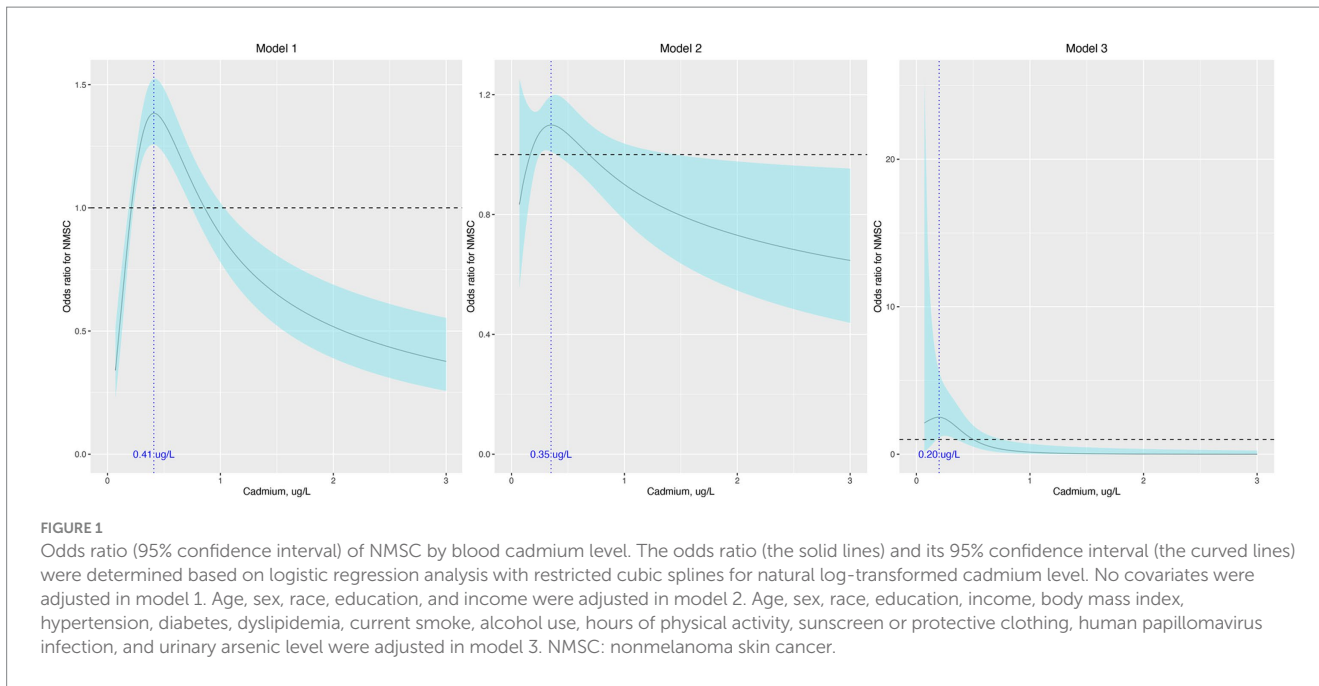 Model 1
Model 2
Model 3
1.5
1.0
0.5
0.0
Odds ratio for NMSC
0.41 ug/L
0
1
2
3
Cadmium, ug/L
1.2
0.8
0.4
0.0
Odds ratio for NMSC
0.35 ug/L
0
1
2
3
Cadmium, ug/L
20
10
0
Odds ratio for NMSC
0.20 ug/L
0
1
2
3
Cadmium, ug/L
FIGURE 1
Odds ratio (95% confidence interval) of NMSC by blood cadmium level. The odds ratio (the solid lines) and its 95% confidence interval (the curved lines)
were determined based on logistic regression analysis with restricted cubic splines for natural log-transformed cadmium level. No covariates were
adjusted in model 1. Age, sex, race, education, and income were adjusted in model 2. Age, sex, race, education, income, body mass index,
hypertension, diabetes, dyslipidemia, current smoke, alcohol use, hours of physical activity, sunscreen or protective clothing, human papillomavirus
infection, and urinary arsenic level were adjusted in model 3. NMSC: nonmelanoma skin cancer.